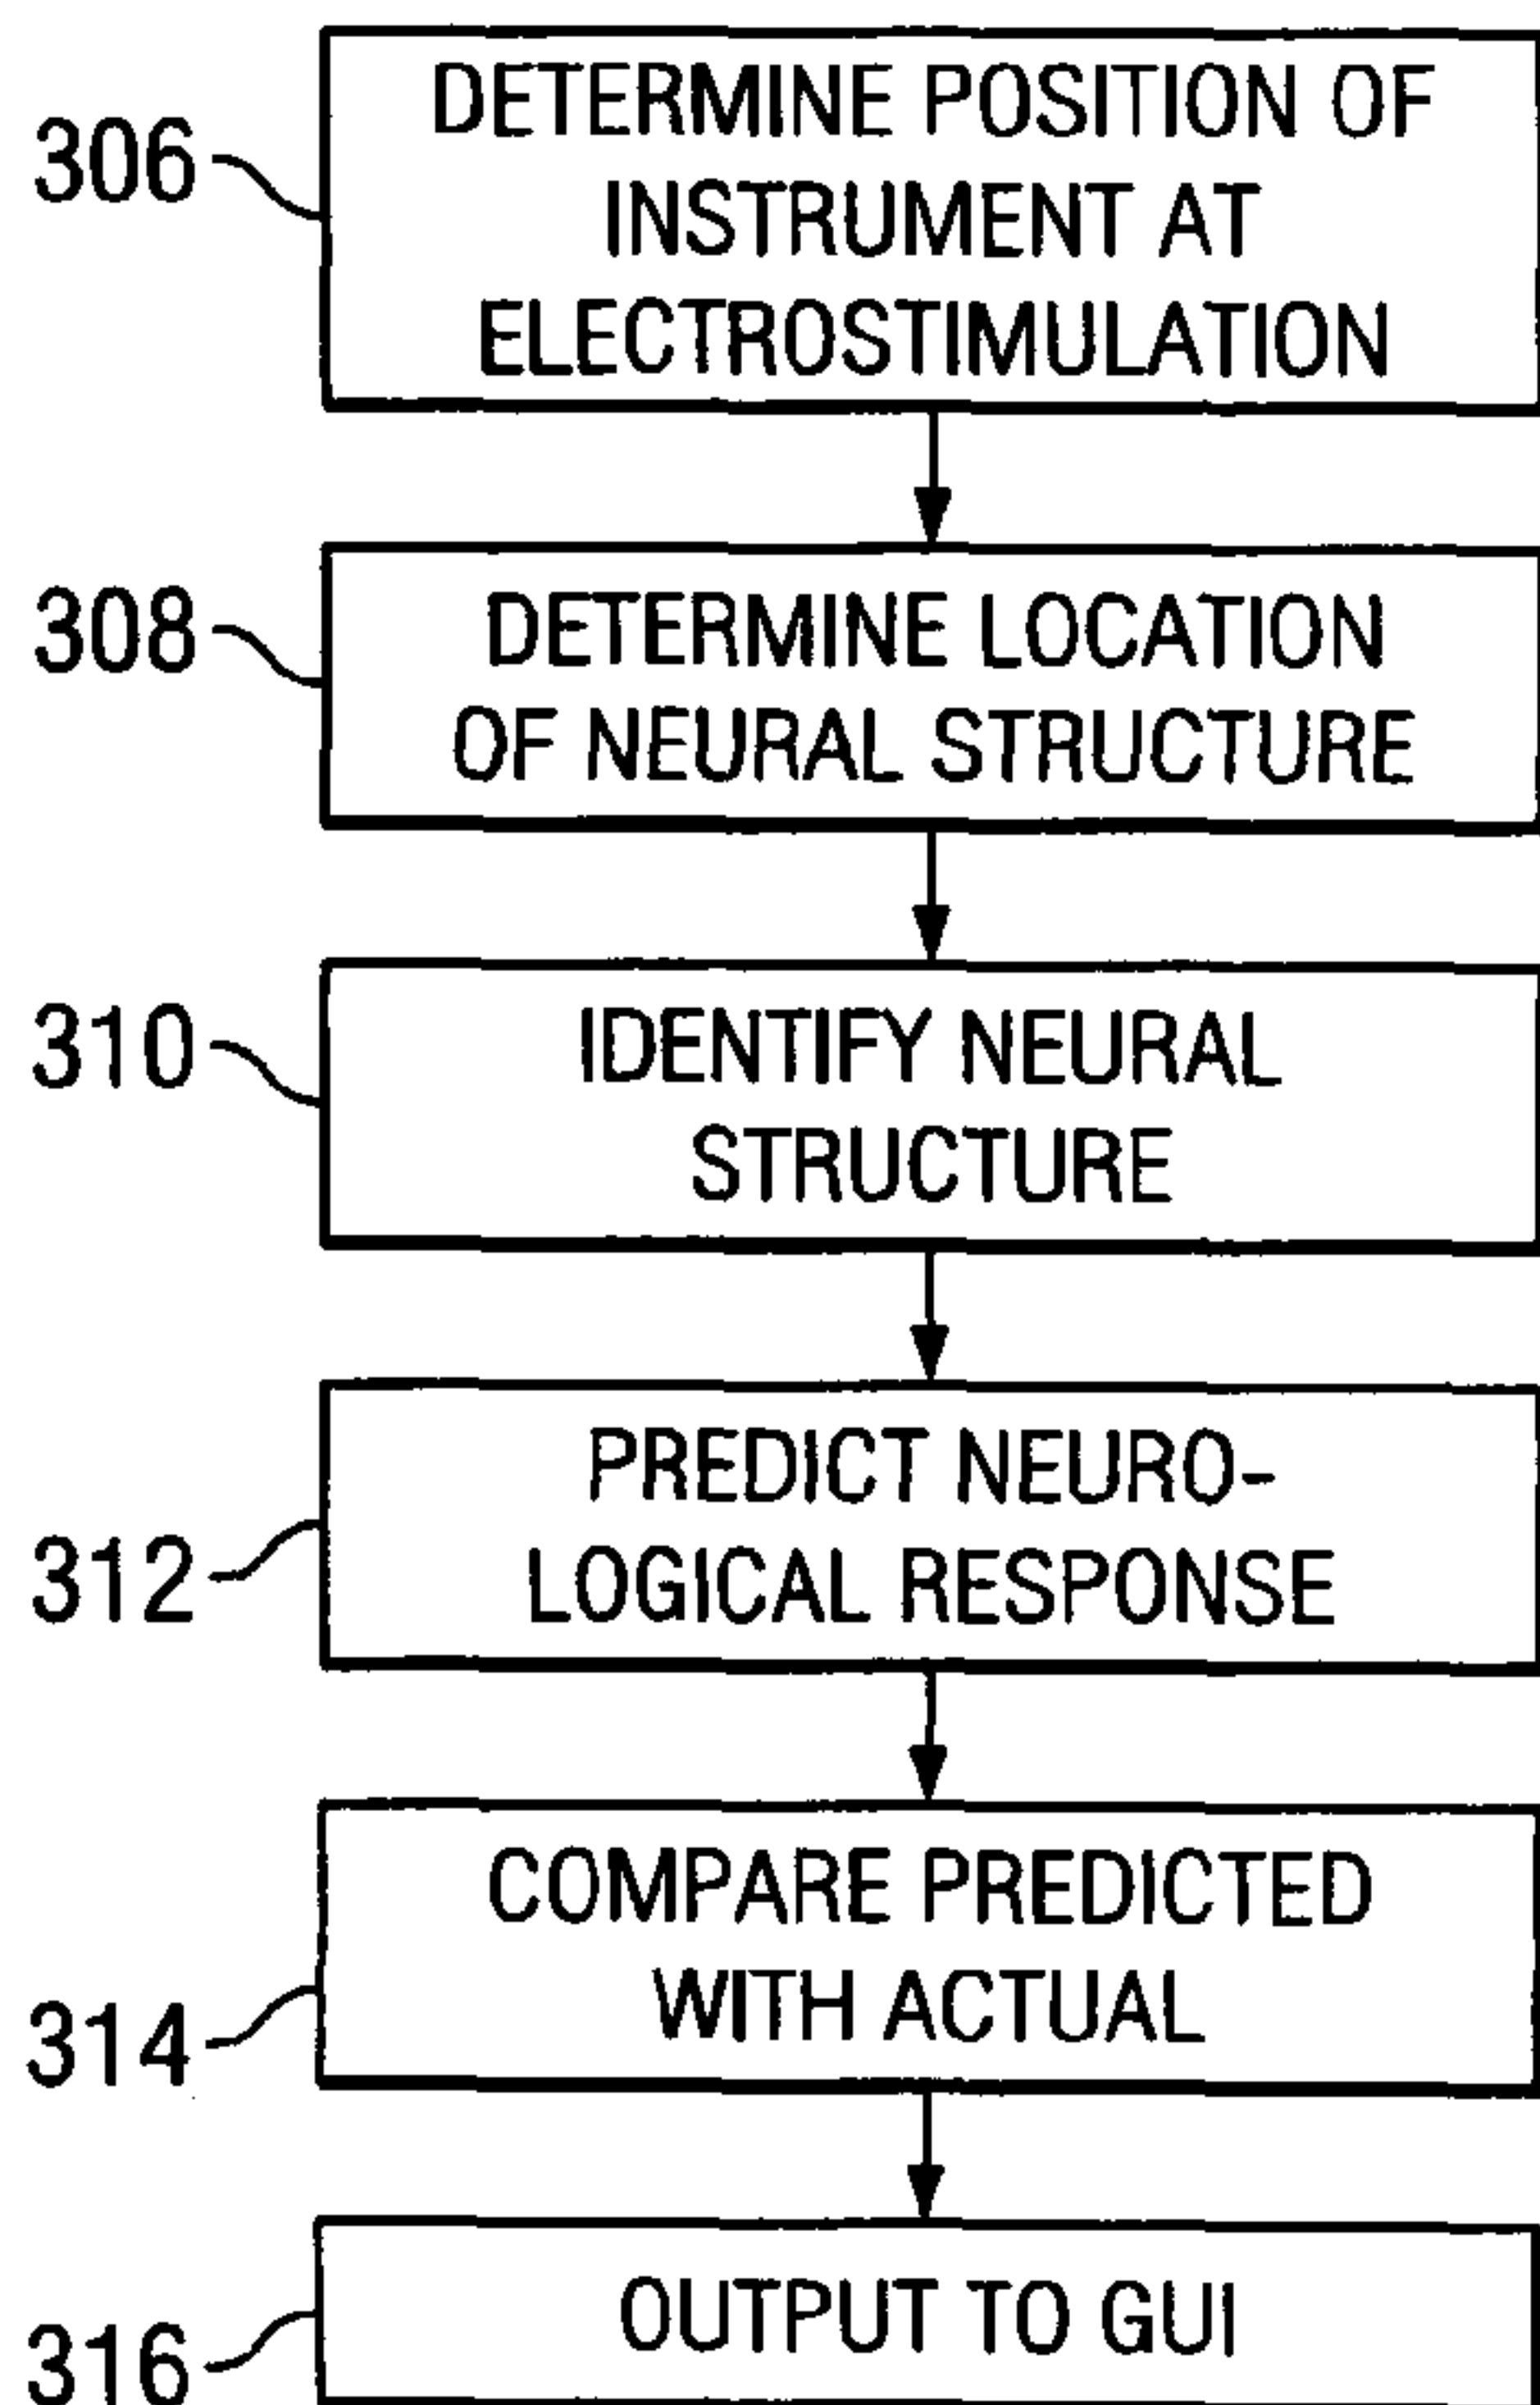 306
DETERMINE POSITION OF
INSTRUMENT AT
ELECTROSTIMULATION
308
DETERMINE LOCATION
OF NEURAL STRUCTURE
310
IDENTIFY NEURAL
STRUCTURE
312
PREDICT NEURO-
LOGICAL RESPONSE
314
COMPARE PREDICTED
WITH ACTUAL
316
OUTPUT TO GUI